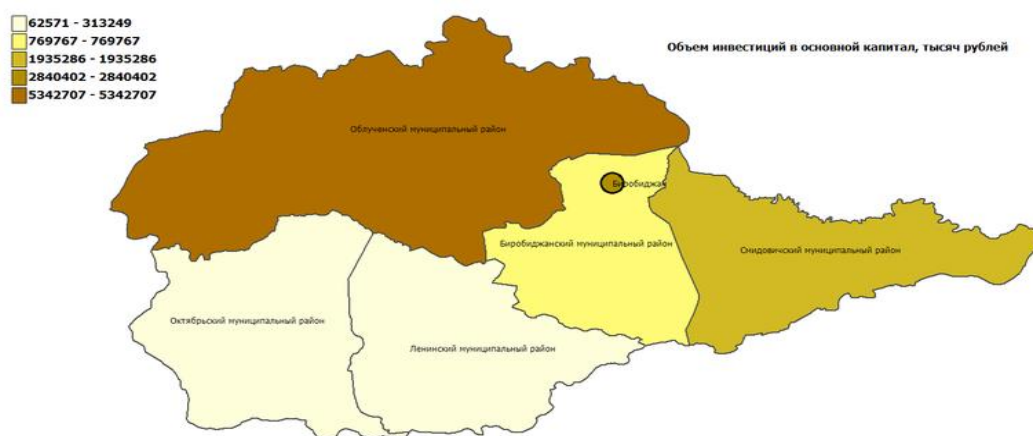 62571 - 313249
769767 - 769767
1935286 - 1935286
2840402 - 2840402
5342707 - 5342707
Объем инвестиций в основной капитал, тысяч рублей
Облученский муниципальный район
Биробиджан
Биробиджанский муниципальный район
Смидовичский муниципальный район
Октябрьский муниципальный район
Ленинский муниципальный район